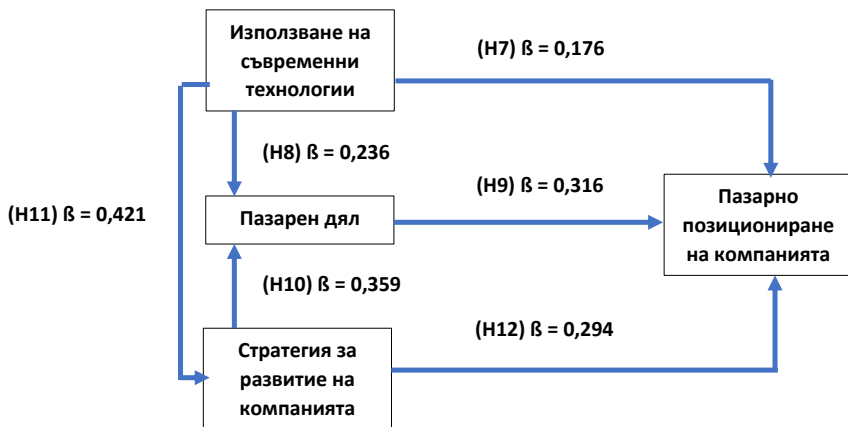 Използване на
съвременни
технологии
(H7) ß = 0,176
(H8) ß = 0,236
(H9) ß = 0,316
(H11) ß = 0,421
Пазарен дял
Пазарно
позициониране
на компанията
(H10) ß = 0,359
(H12) ß = 0,294
Стратегия за
развитие на
компанията